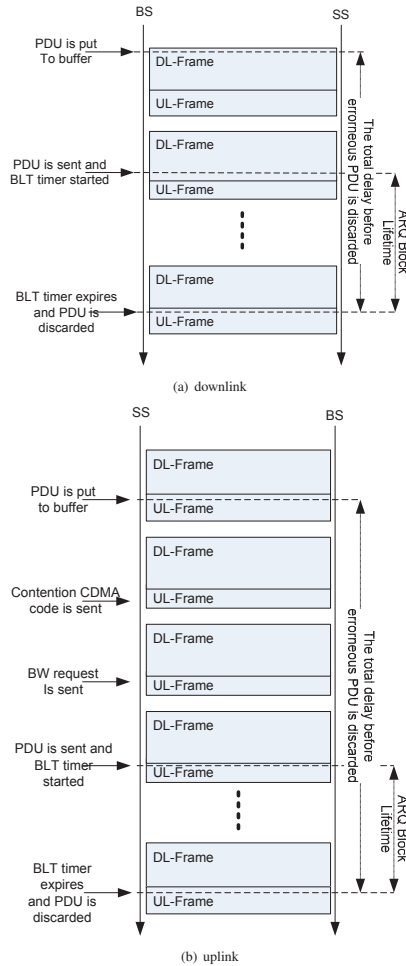 BS
SS
PDU is put
To buffer
DL-Frame
UL-Frame
PDU is sent and
BLT timer started
DL-Frame
UL-Frame
The total delay before
errorneous PDU is discarded
ARQ Block
Lifetime
BLT timer expires
and PDU is
discarded
DL-Frame
UL-Frame
(a) downlink
SS
BS
PDU is put
to buffer
DL-Frame
UL-Frame
Contention CDMA
code is sent
DL-Frame
UL-Frame
BW request
Is sent
DL-Frame
UL-Frame
The total delay before
errorneous PDU is discarded
PDU is sent and
BLT timer
started
DL-Frame
UL-Frame
ARQ Block
Lifetime
BLT timer
expires
and PDU is
discarded
DL-Frame
UL-Frame
(b) uplink